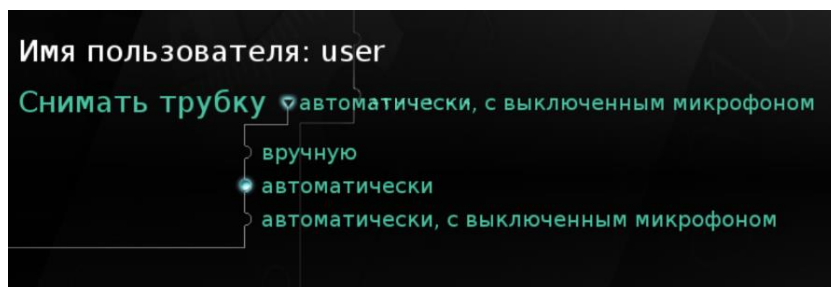 Имя пользователя: user
Снимать трубку автоматически, с выключенным микрофоном
вручную
автоматически
автоматически, с выключенным микрофоном